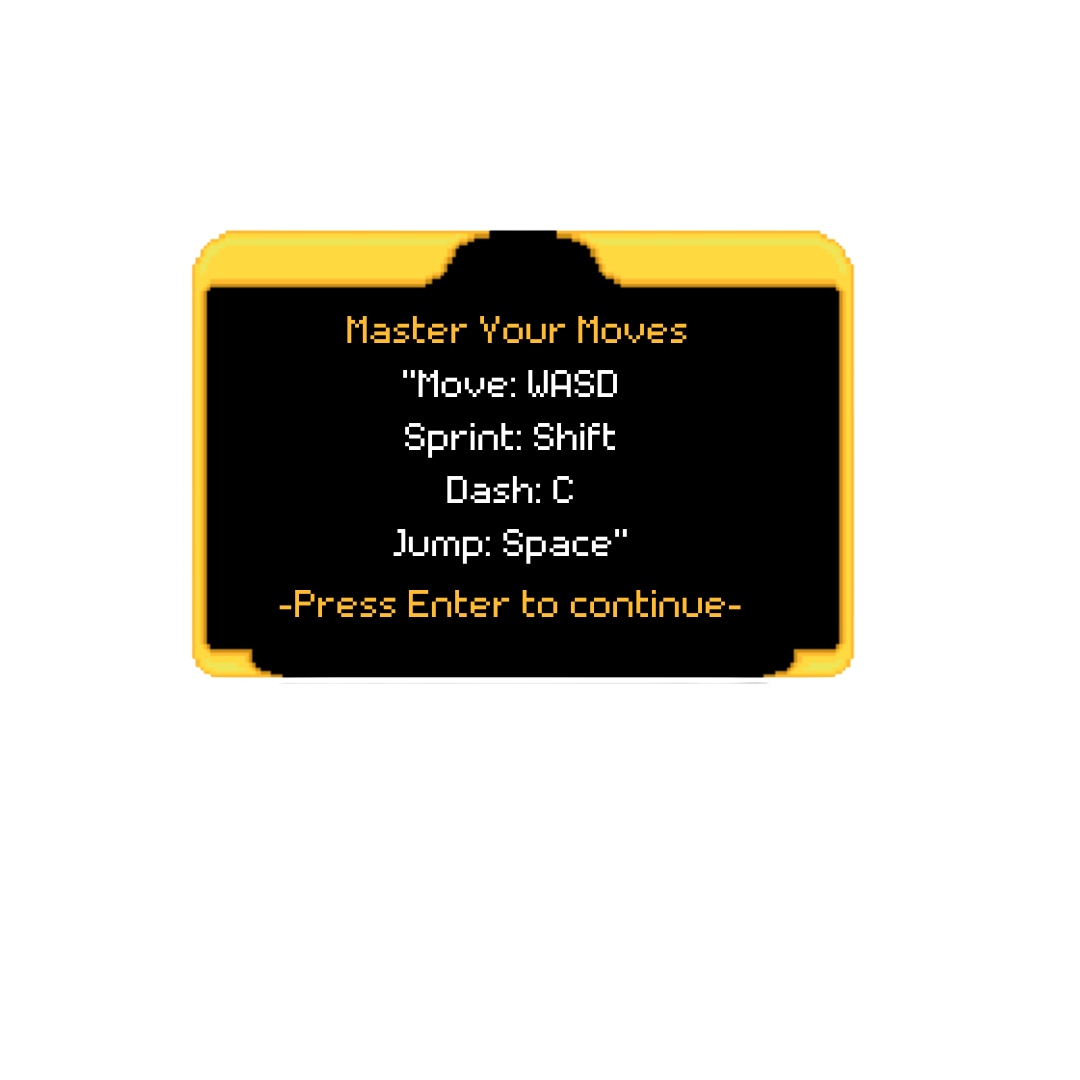 Master Your Moves
"Move: WASD
Sprint: Shift
Dash: C
Jump: Space"
-Press Enter to continue-